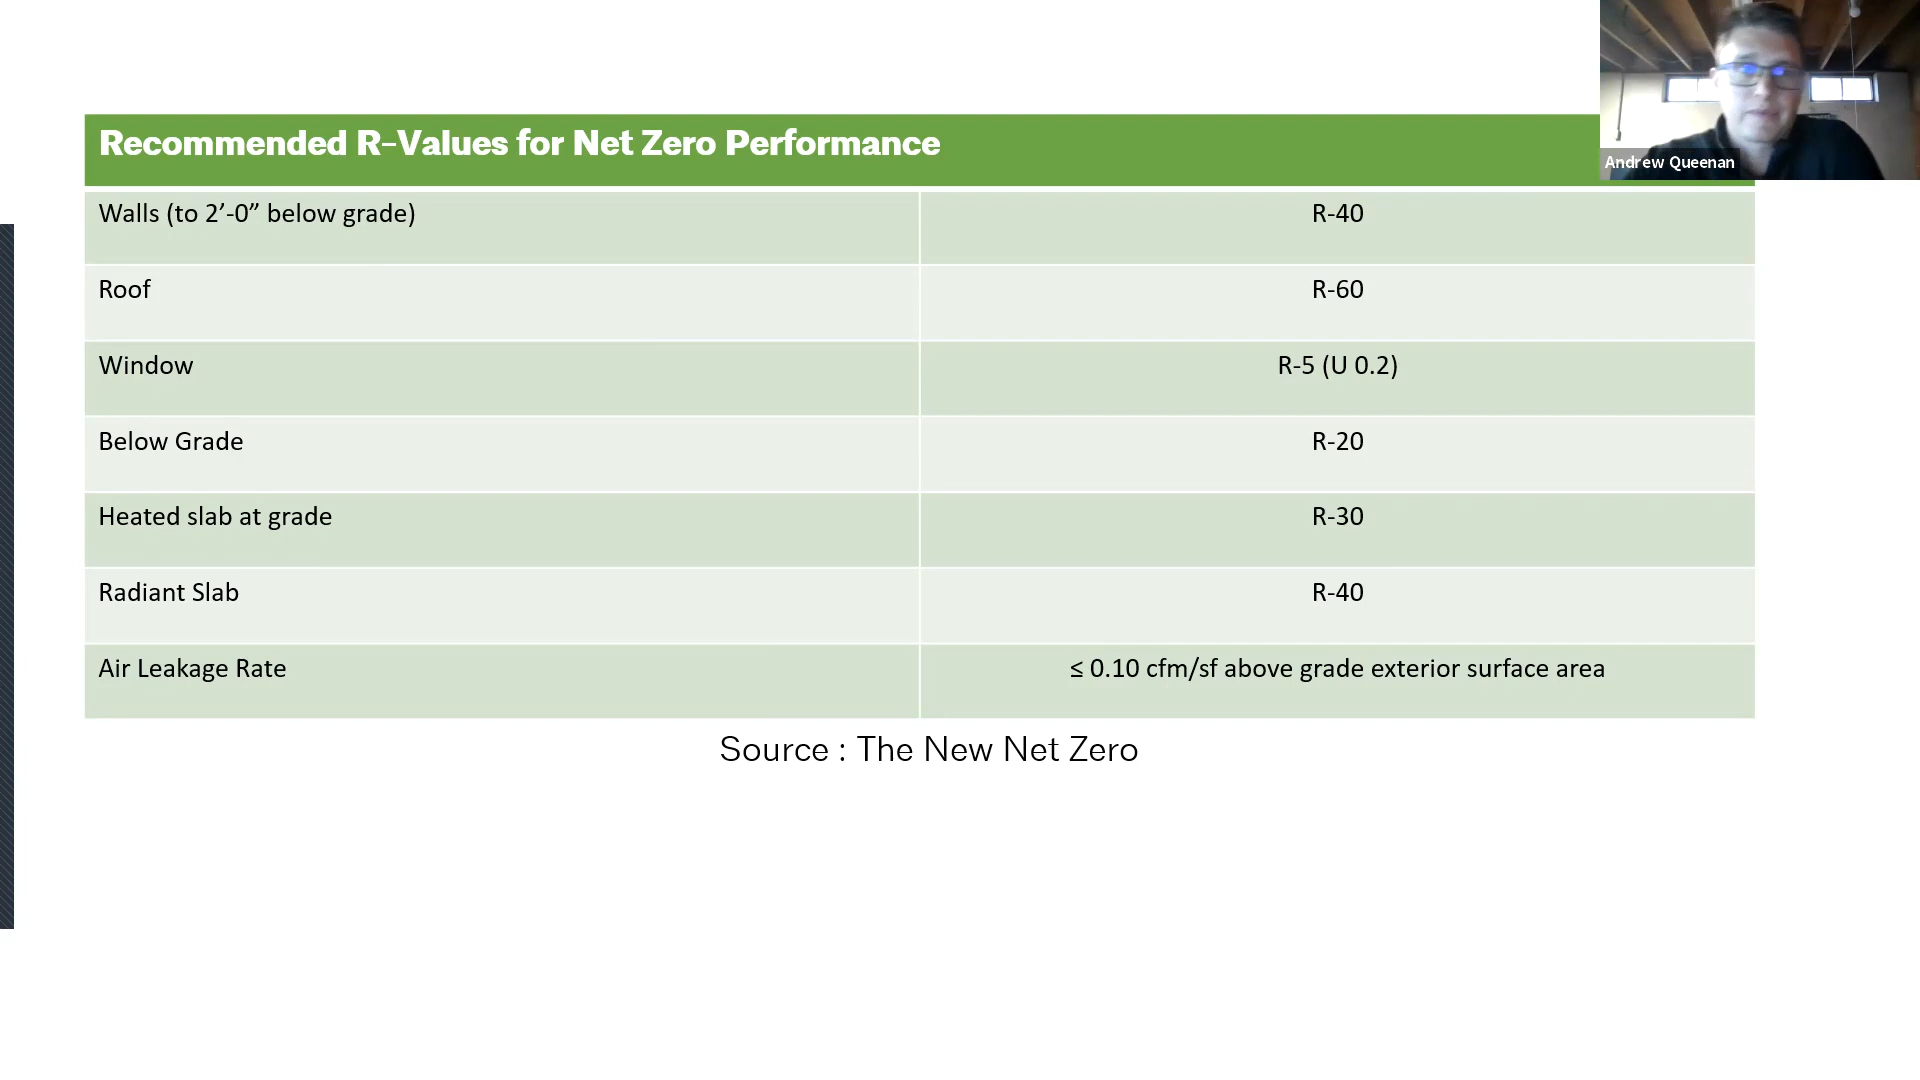 Recommended R-Values for Net Zero Performance
Walls (to 2’-0” below grade) R-40
Roof R-60
Window R-5 (U 0.2)
Below Grade R-20
Heated slab at grade R-30
Radiant Slab R-40
Air Leakage Rate ≤ 0.10 cfm/sf above grade exterior surface area
Source : The New Net Zero
Andrew Queenan